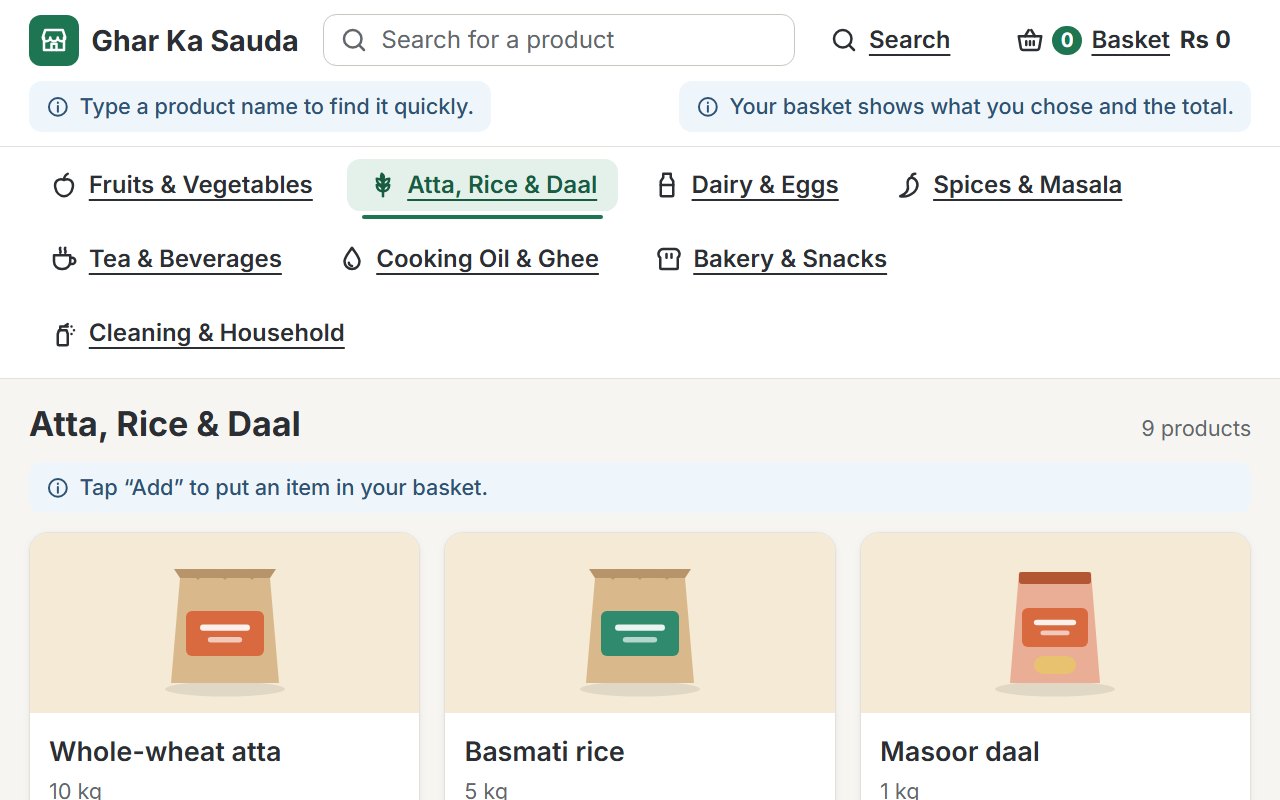 Ghar Ka Sauda
Search for a product
Search
0
Basket Rs 0
Type a product name to find it quickly.
Your basket shows what you chose and the total.
Fruits & Vegetables
Atta, Rice & Daal
Dairy & Eggs
Spices & Masala
Tea & Beverages
Cooking Oil & Ghee
Bakery & Snacks
Cleaning & Household
Atta, Rice & Daal
9 products
Tap “Add” to put an item in your basket.
Whole-wheat atta
10 kg
Basmati rice
5 kg
Masoor daal
1 kg